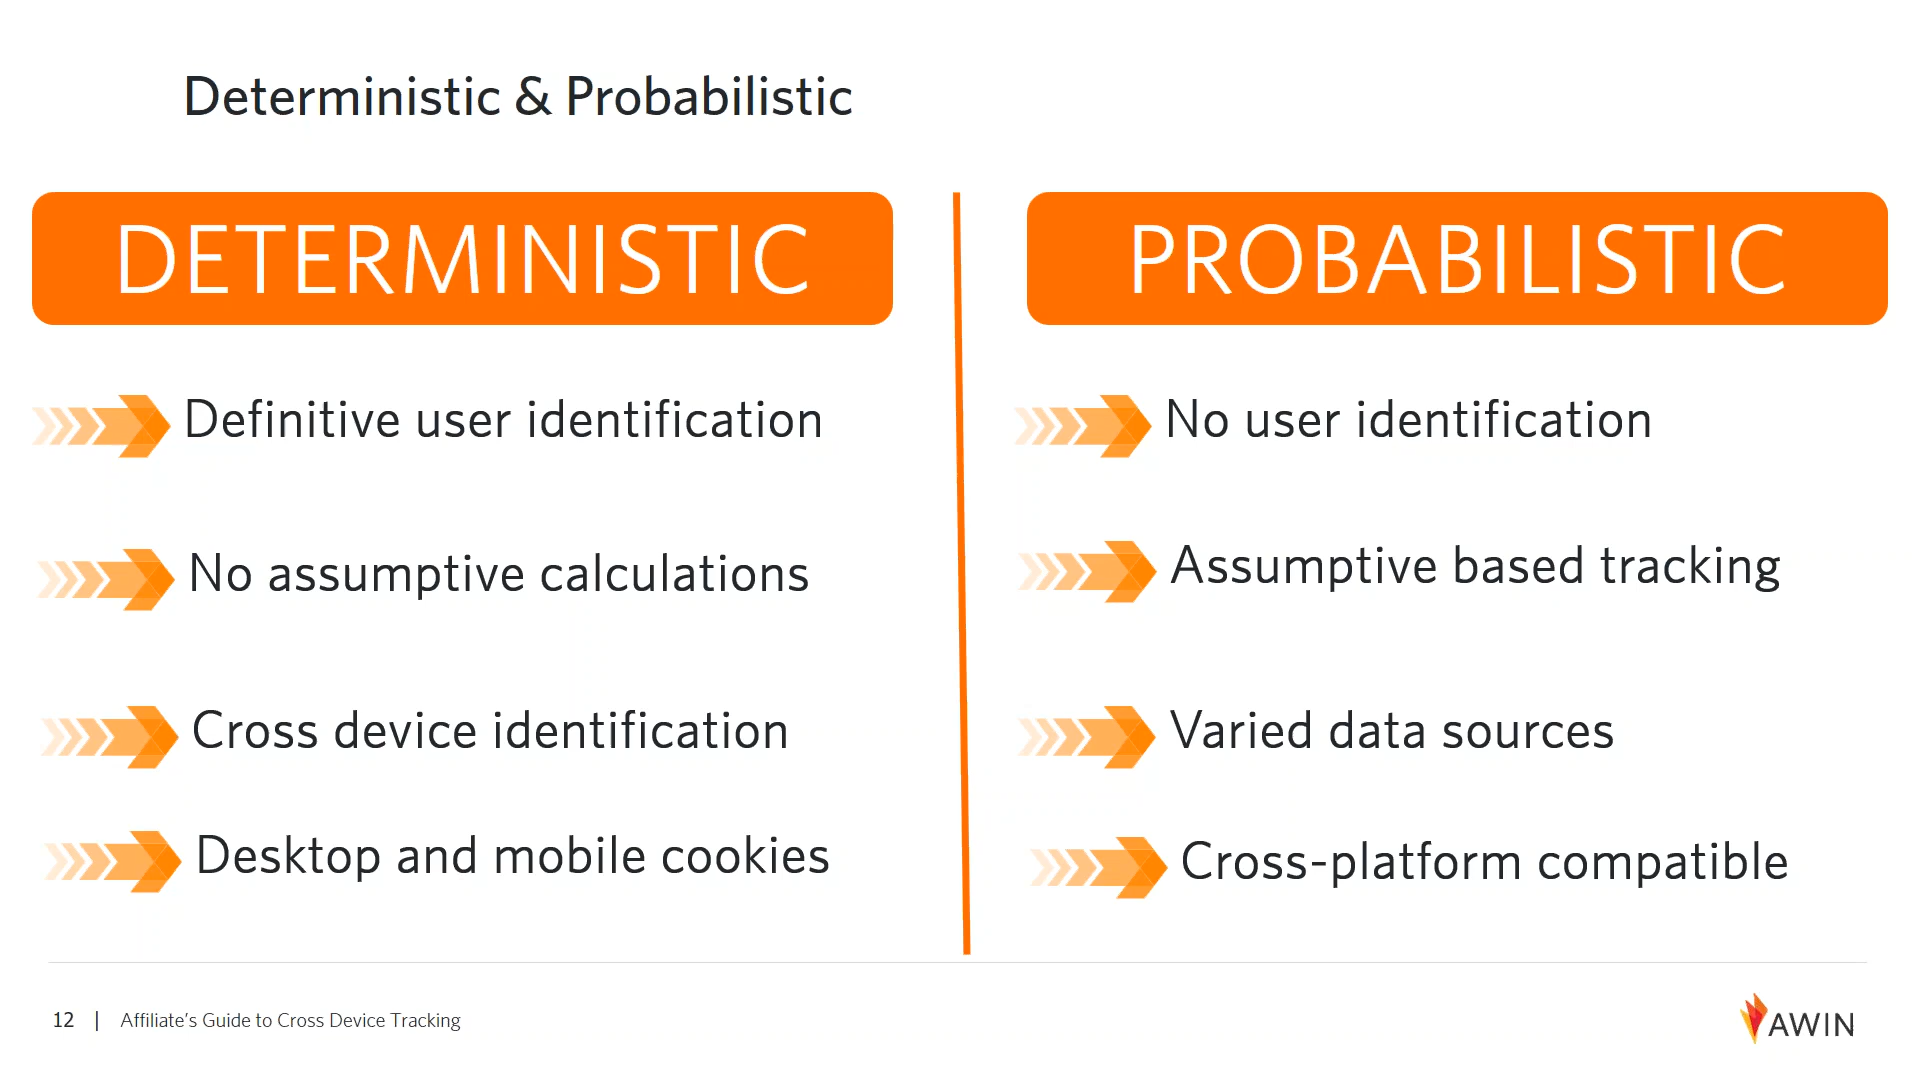 Deterministic & Probabilistic
DETERMINISTIC
Definitive user identification
No assumptive calculations
Cross device identification
Desktop and mobile cookies
PROBABILISTIC
No user identification
Assumptive based tracking
Varied data sources
Cross-platform compatible
12 | Affiliate's Guide to Cross Device Tracking
AWIN